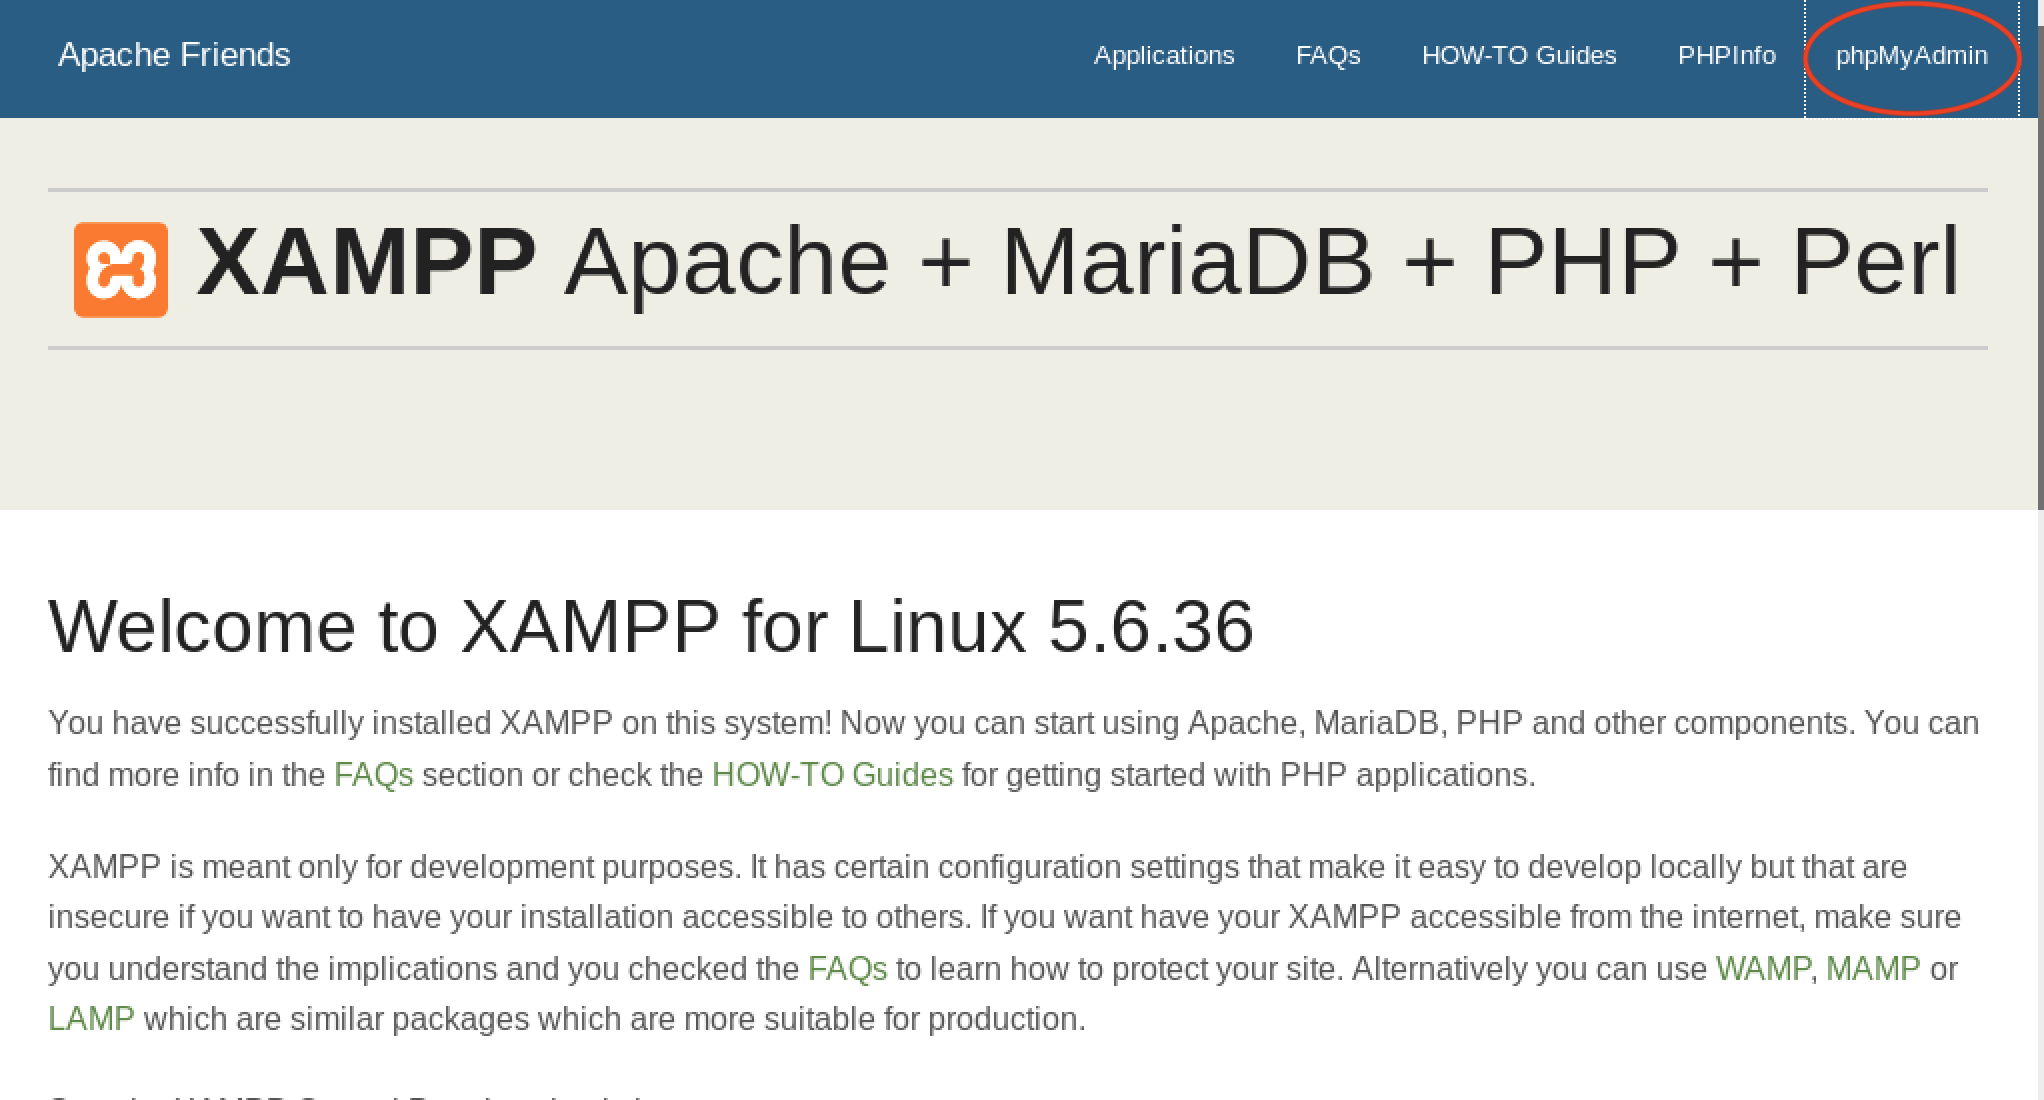 Apache Friends
Applications FAQs HOW-TO Guides PHPInfo phpMyAdmin
XAMPP Apache + MariaDB + PHP + Perl
Welcome to XAMPP for Linux 5.6.36
You have successfully installed XAMPP on this system! Now you can start using Apache, MariaDB, PHP and other components. You can
find more info in the FAQs section or check the HOW-TO Guides for getting started with PHP applications.
XAMPP is meant only for development purposes. It has certain configuration settings that make it easy to develop locally but that are
insecure if you want to have your installation accessible to others. If you want have your XAMPP accessible from the internet, make sure
you understand the implications and you checked the FAQs to learn how to protect your site. Alternatively you can use WAMP, MAMP or
LAMP which are similar packages which are more suitable for production.